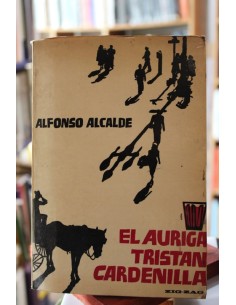 ALFONSO ALCALDE
EL AURIGA
TRISTAN
CARDENILLA
ZIG-ZAG